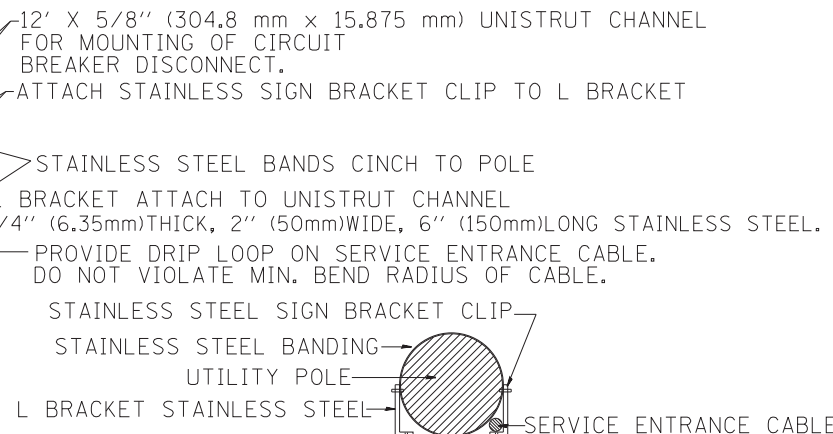 12' X 5/8'' (304.8 mm x 15.875 mm) UNISTRUT CHANNEL
FOR MOUNTING OF CIRCUIT
BREAKER DISCONNECT.
ATTACH STAINLESS SIGN BRACKET CLIP TO L BRACKET
STAINLESS STEEL BANDS CINCH TO POLE
BRACKET ATTACH TO UNISTRUT CHANNEL
/4'' (6.35mm)THICK, 2'' (50mm)WIDE, 6'' (150mm)LONG STAINLESS STEEL.
PROVIDE DRIP LOOP ON SERVICE ENTRANCE CABLE.
DO NOT VIOLATE MIN. BEND RADIUS OF CABLE.
STAINLESS STEEL SIGN BRACKET CLIP
STAINLESS STEEL BANDING
UTILITY POLE
L BRACKET STAINLESS STEEL
SERVICE ENTRANCE CABLE